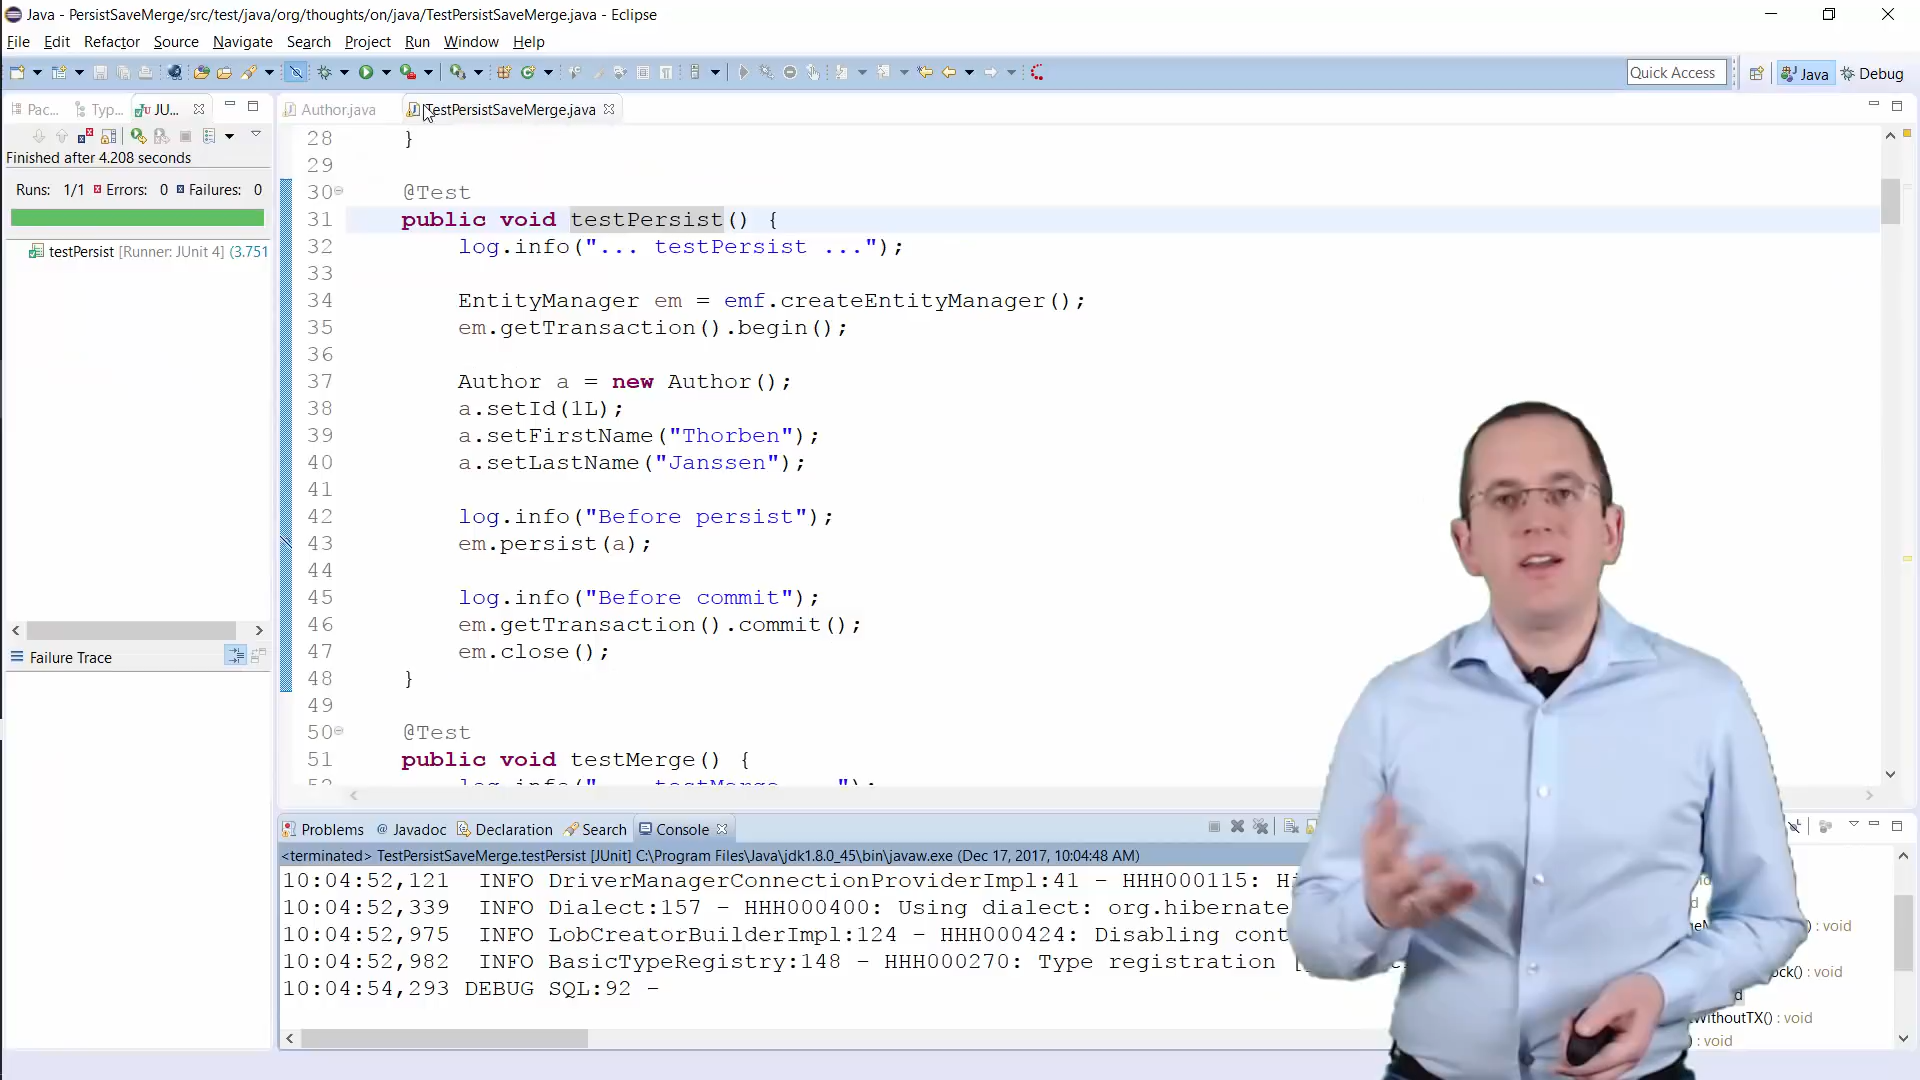 Java - PersistSaveMerge/src/test/java/org/thoughts/on/java/TestPersistSaveMerge.java - Eclipse
File Edit Refactor Source Navigate Search Project Run Window Help
Quick Access Java Debug
Pac... Typ... JU... Author.java TestPersistSaveMerge.java
Finished after 4.208 seconds
Runs: 1/1 Errors: 0 Failures: 0
testPersist [Runner: JUnit 4] (3.751
Failure Trace
28 }
29
30 @Test
31 public void testPersist() {
32 log.info("... testPersist ...");
33
34 EntityManager em = emf.createEntityManager();
35 em.getTransaction().begin();
36
37 Author a = new Author();
38 a.setId(1L);
39 a.setFirstName("Thorben");
40 a.setLastName("Janssen");
41
42 log.info("Before persist");
43 em.persist(a);
44
45 log.info("Before commit");
46 em.getTransaction().commit();
47 em.close();
48 }
49
50 @Test
51 public void testMerge() {
Problems Javadoc Declaration Search Console
<terminated> TestPersistSaveMerge.testPersist [JUnit] C:\Program Files\Java\jdk1.8.0_45\bin\javaw.exe (Dec 17, 2017, 10:04:48 AM)
10:04:52,121 INFO DriverManagerConnectionProviderImpl:41 - HHH000115: Hi
10:04:52,339 INFO Dialect:157 - HHH000400: Using dialect: org.hibernate
10:04:52,975 INFO LobCreatorBuilderImpl:124 - HHH000424: Disabling cont
10:04:52,982 INFO BasicTypeRegistry:148 - HHH000270: Type registration [
10:04:54,293 DEBUG SQL:92 -
) : void
ock() : void
WithoutTX() : void
) : void